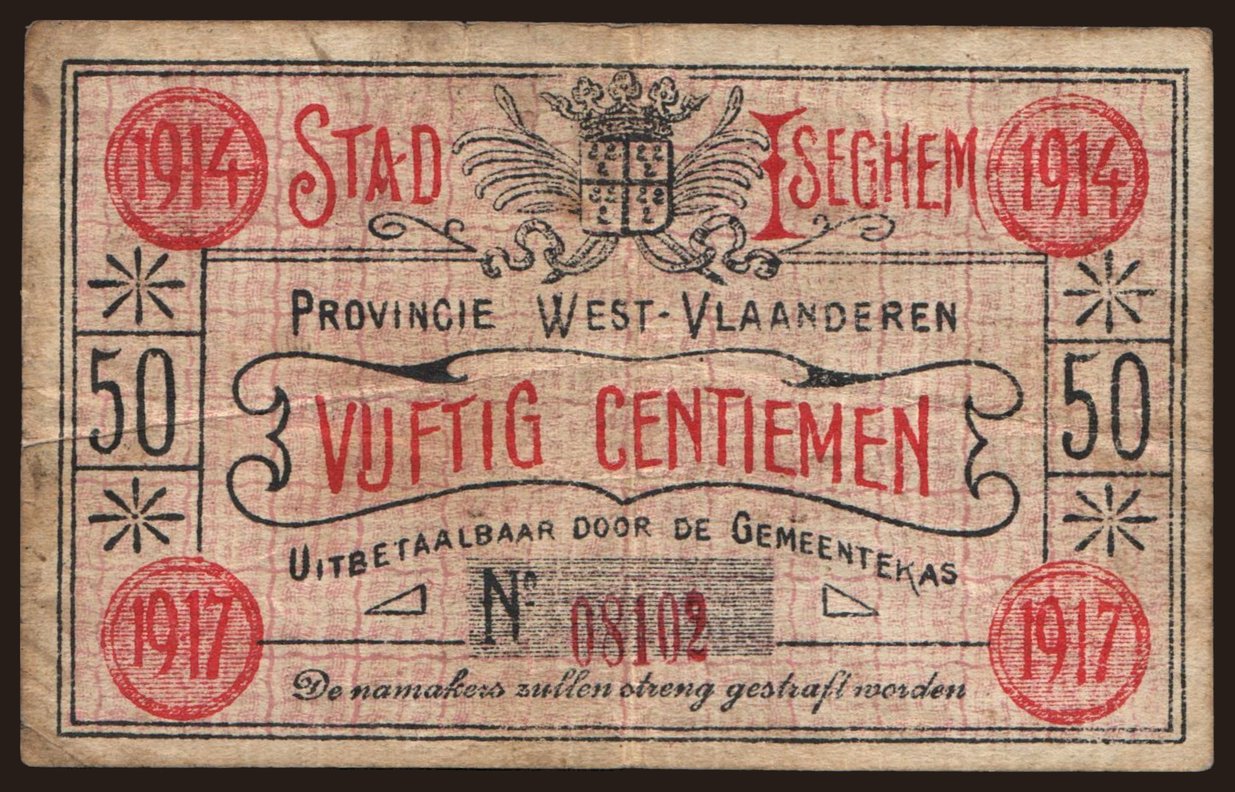 1914 STAD ISEGHEM 1914
PROVINCIE WEST-VLAANDEREN
50 VIJFTIG CENTIEMEN 50
UITBETAALBAAR DOOR DE GEMEENTEKAS
1917 No 08102 1917
De namakers zullen streng gestraft worden